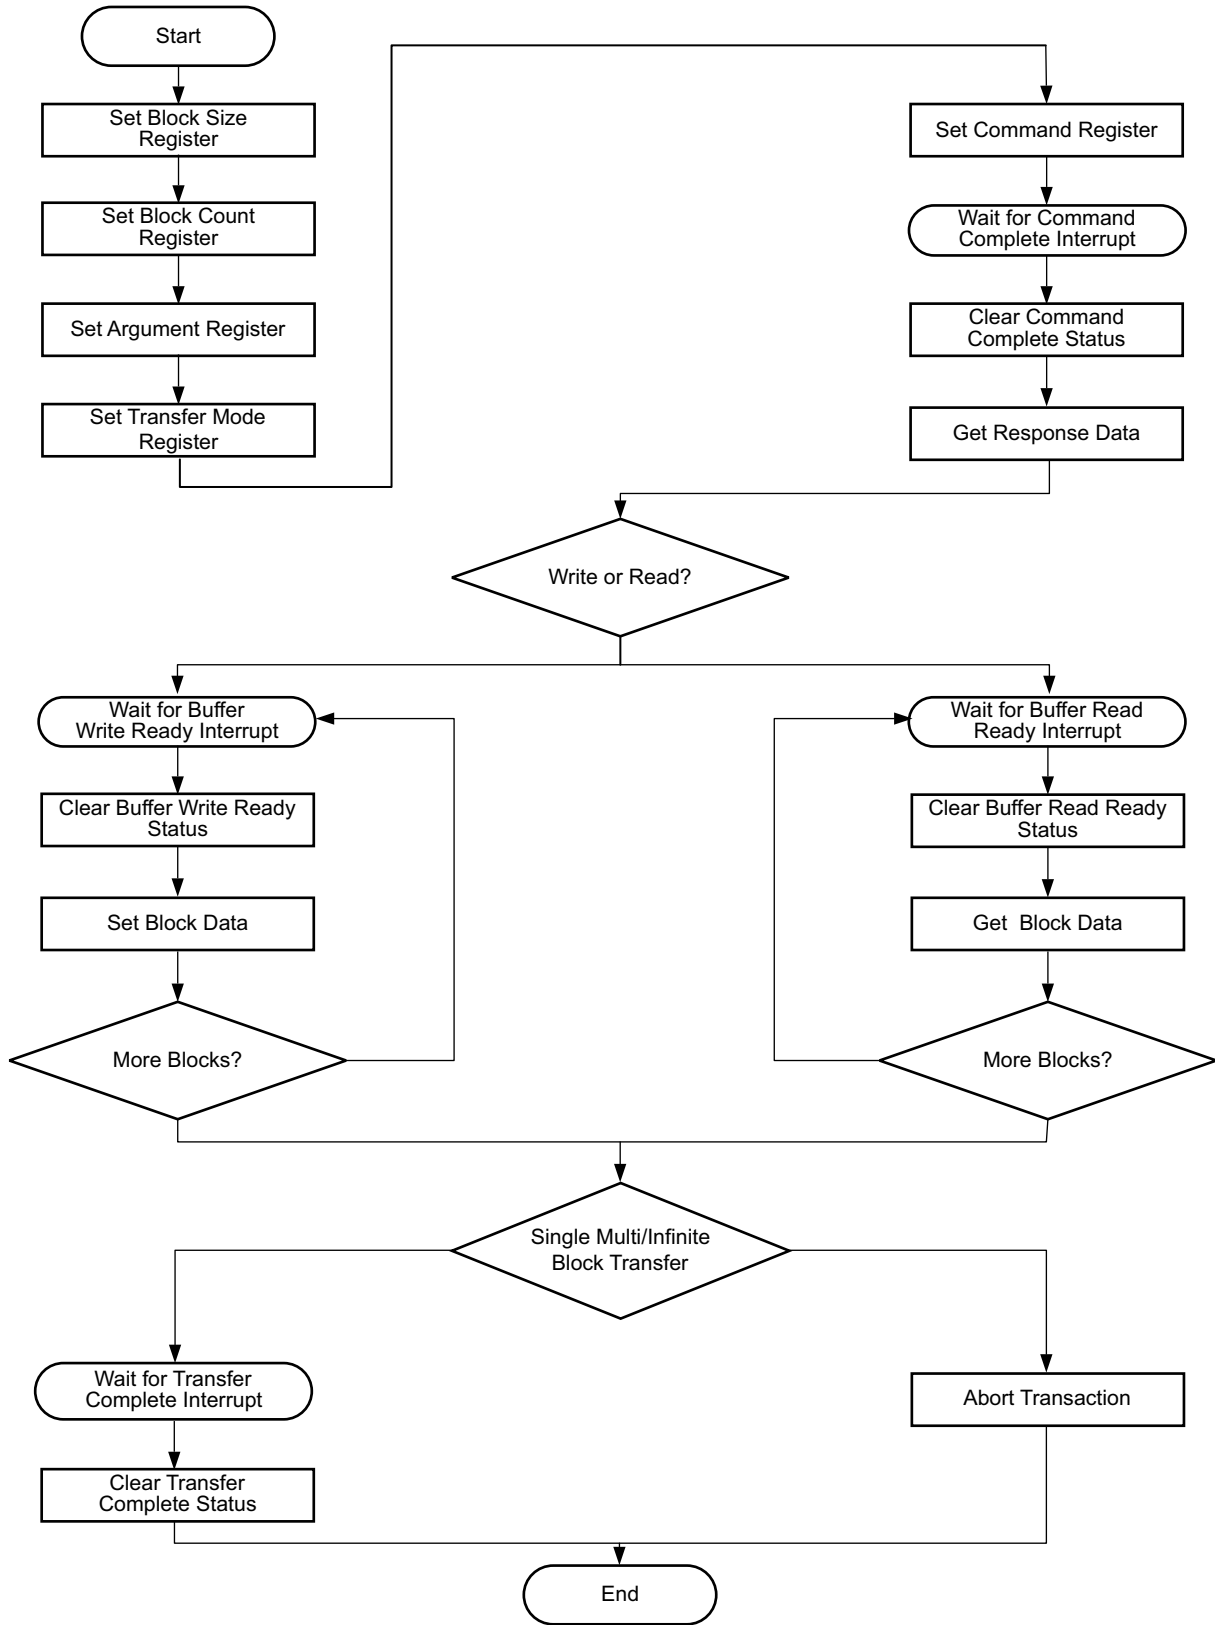 Start
Set Block Size
Register
Set Block Count
Register
Set Argument Register
Set Transfer Mode
Register
Set Command Register
Wait for Command
Complete Interrupt
Clear Command
Complete Status
Get Response Data
Write or Read?
Wait for Buffer
Write Ready Interrupt
Clear Buffer Write Ready
Status
Set Block Data
More Blocks?
Wait for Buffer Read
Ready Interrupt
Clear Buffer Read Ready
Status
Get Block Data
More Blocks?
Single Multi/Infinite
Block Transfer
Wait for Transfer
Complete Interrupt
Clear Transfer
Complete Status
Abort Transaction
End